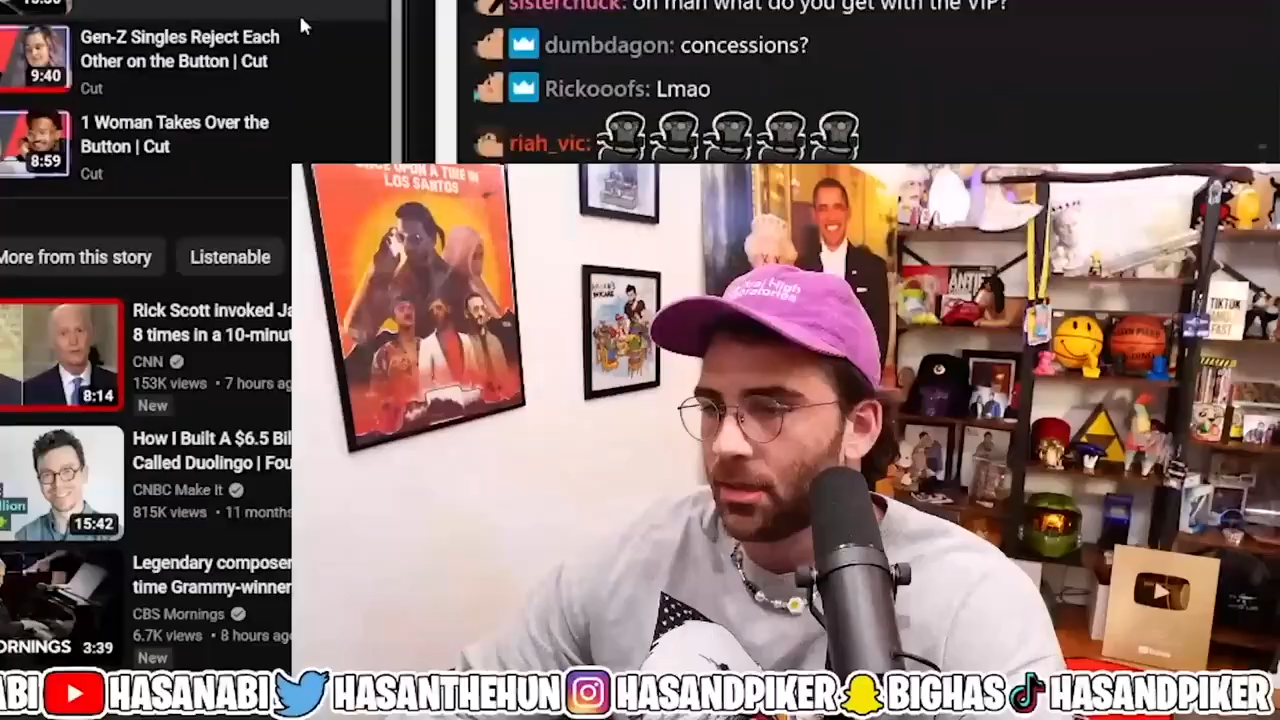 sisterchuck: oh man what do you get with the VIP?
dumbdagon: concessions?
Rickooofs: Lmao
riah_vic:
Gen-Z Singles Reject Each
Other on the Button | Cut
9:40
Cut
1 Woman Takes Over the
Button | Cut
8:59
Cut
More from this story
Listenable
Rick Scott invoked Ja
8 times in a 10-minut
CNN
153K views • 7 hours ag
8:14
New
How I Built A $6.5 Bil
Called Duolingo | Fou
CNBC Make It
815K views • 11 months
llion
15:42
Legendary composer
time Grammy-winner
CBS Mornings
6.7K views • 8 hours ago
ORNINGS 3:39
New
ONCE UPON A TIME IN
LOS SANTOS
TIKTOK
FAST
ABI HASANABI HASANTHEHUN HASANDPIKER BIGHAS HASANDPIKER